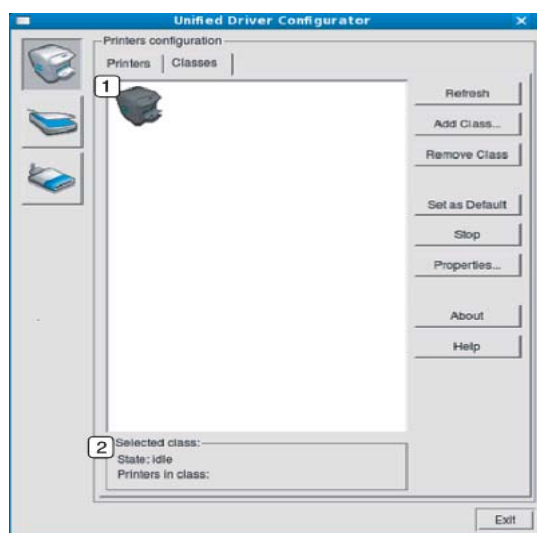 Unified Driver Configurator
Printers configuration
Printers Classes
1
Refresh
Add Class...
Remove Class
Set as Default
Stop
Properties...
About
Help
2
Selected class:
State: idle
Printers in class:
Exit